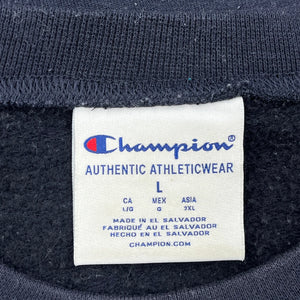 Champion®
AUTHENTIC ATHLETICWEAR
L
CA MEX ASIA
L/G G 2XL
MADE IN EL SALVADOR
FABRIQUÉ AU EL SALVADOR
HECHO EN EL SALVADOR
CHAMPION.COM